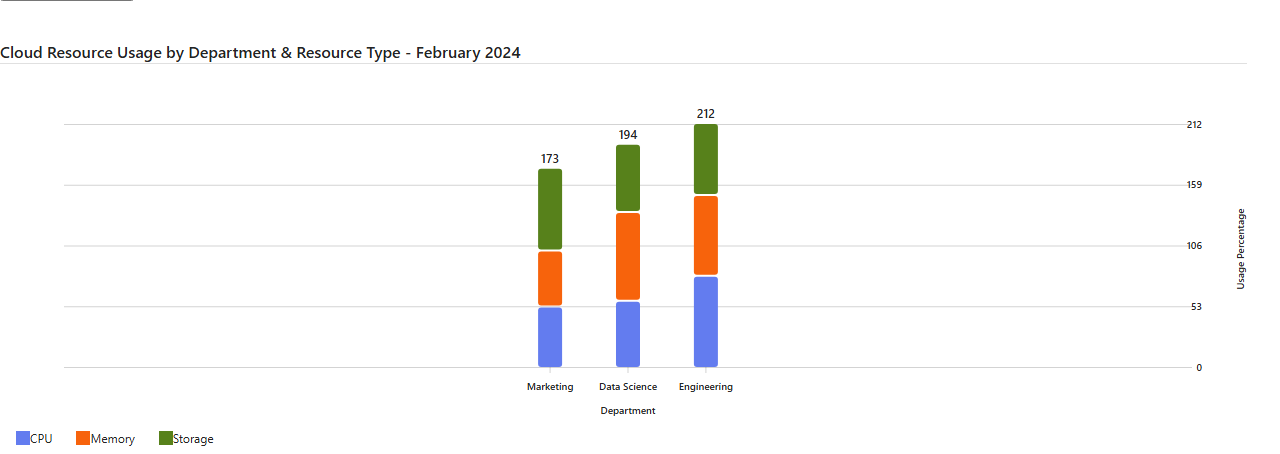 Cloud Resource Usage by Department & Resource Type - February 2024
212
194
173
212
159
106
53
0
Usage Percentage
Marketing Data Science Engineering
Department
CPU Memory Storage